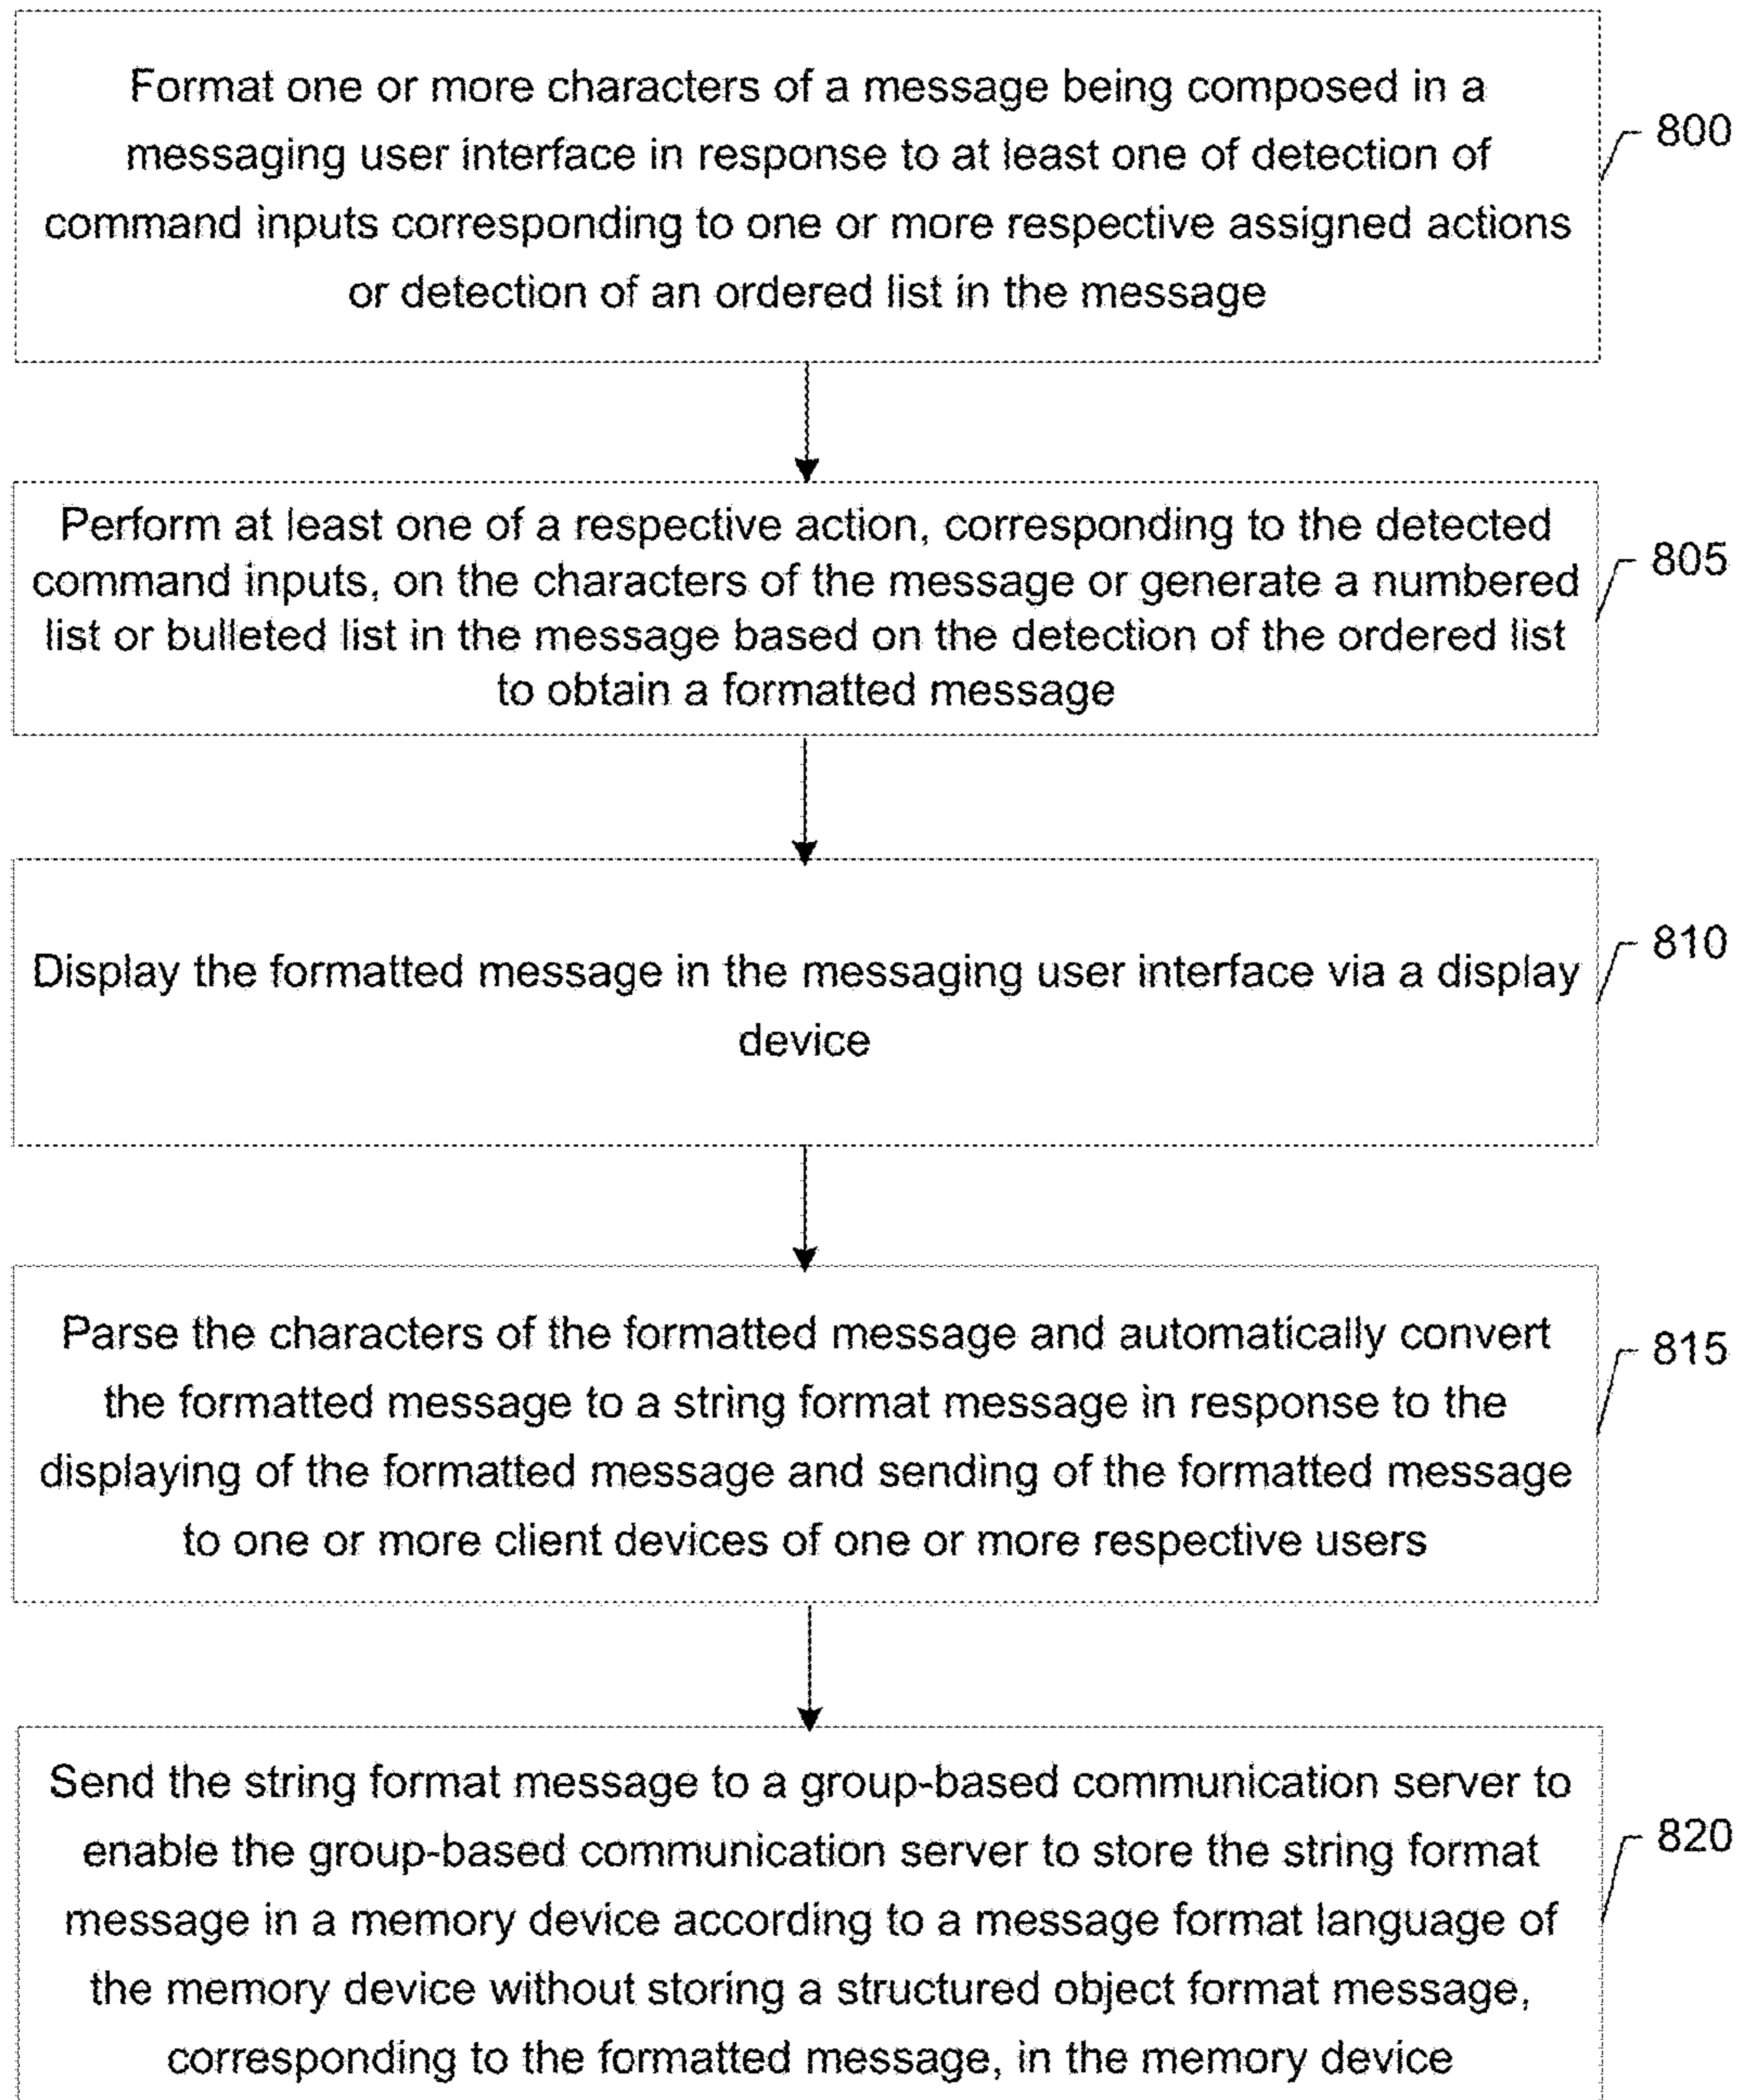 Format one or more characters of a message being composed in a
messaging user interface in response to at least one of detection of
command inputs corresponding to one or more respective assigned actions
or detection of an ordered list in the message
800
Perform at least one of a respective action, corresponding to the detected
command inputs, on the characters of the message or generate a numbered
list or bulleted list in the message based on the detection of the ordered list
to obtain a formatted message
805
Display the formatted message in the messaging user interface via a display
device
810
Parse the characters of the formatted message and automatically convert
the formatted message to a string format message in response to the
displaying of the formatted message and sending of the formatted message
to one or more client devices of one or more respective users
815
Send the string format message to a group-based communication server to
enable the group-based communication server to store the string format
message in a memory device according to a message format language of
the memory device without storing a structured object format message,
corresponding to the formatted message, in the memory device
820